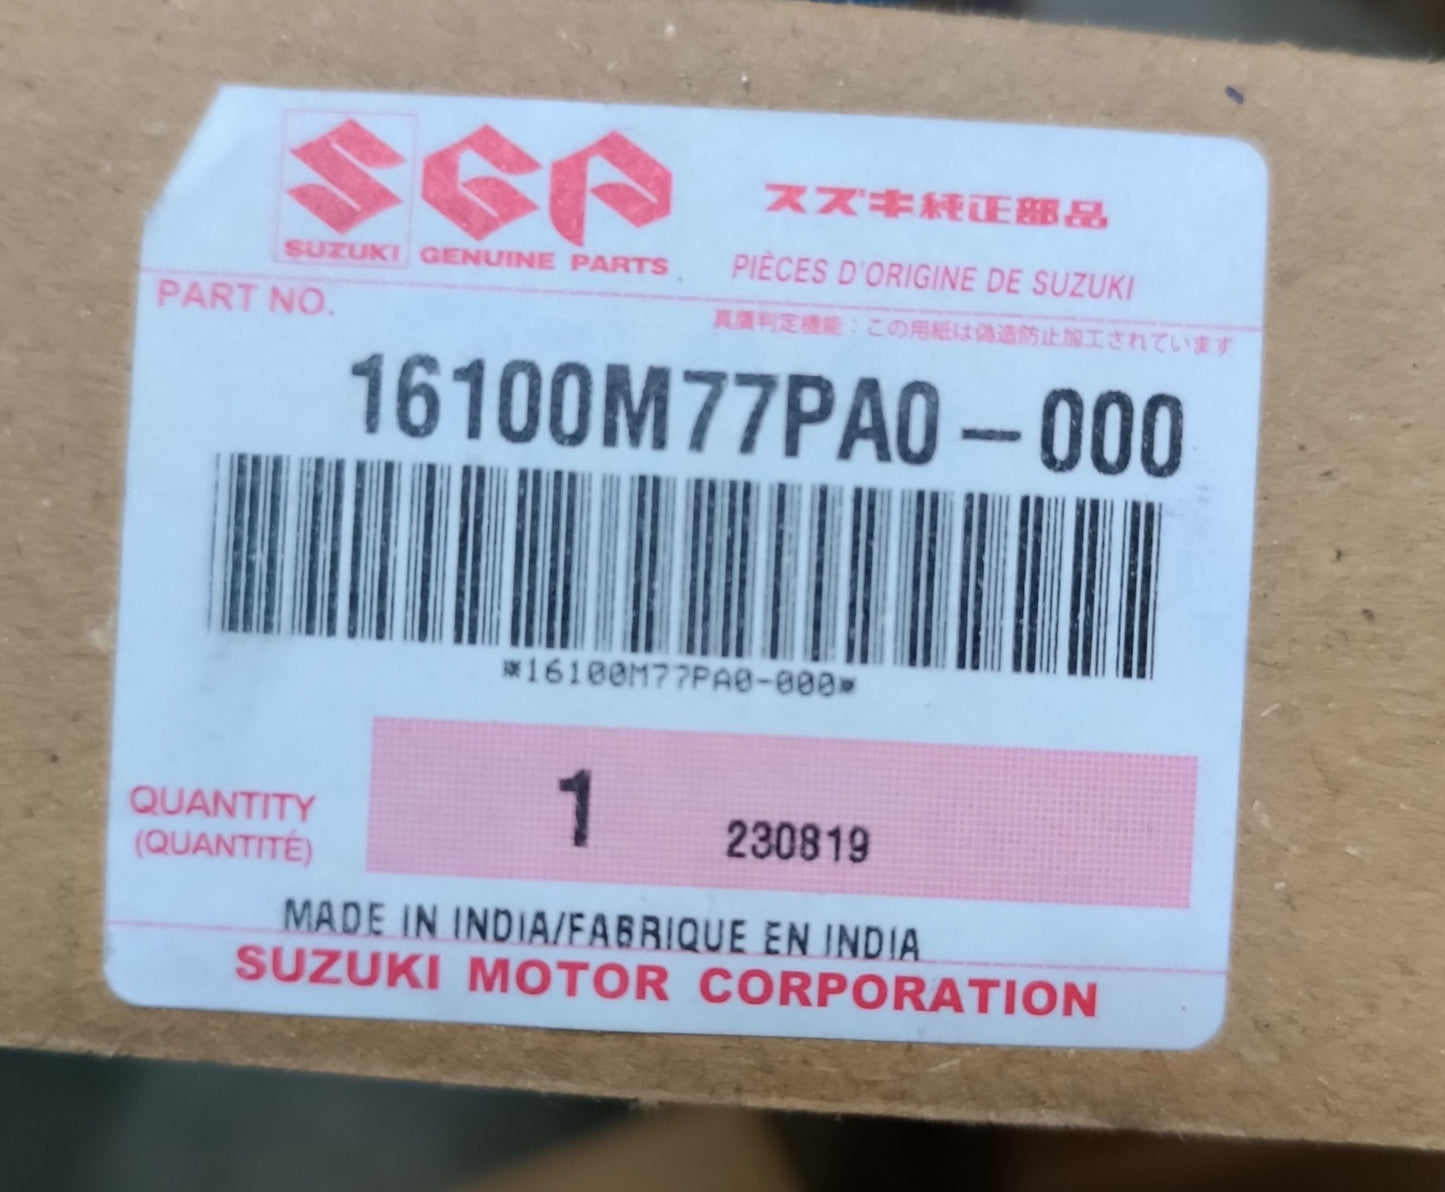 SGP
スズキ純正部品
SUZUKI GENUINE PARTS
PIÈCES D'ORIGINE DE SUZUKI
PART NO.
真贋判定機能：この用紙は偽造防止加工されています
16100M77PA0-000
*16100M77PA0-000*
QUANTITY
(QUANTITÉ)
1 230819
MADE IN INDIA/FABRIQUE EN INDIA
SUZUKI MOTOR CORPORATION